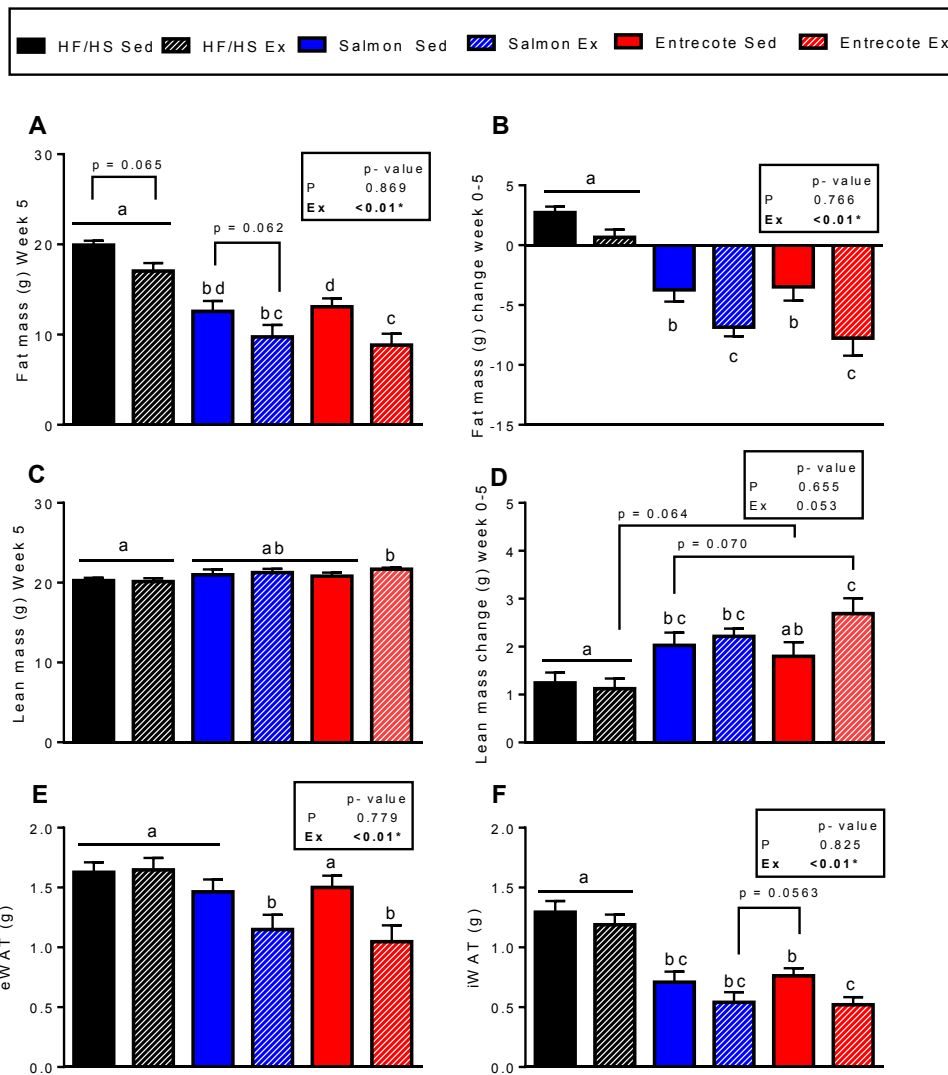 HF/HS Sed HF/HS Ex Salmon Sed Salmon Ex Entrecote Sed Entrecote Ex
A
Fat mass (g) Week 5
30
20
10
0
p = 0.065
p = 0.062
a
bd
bc
d
c
p-value
P 0.869
Ex <0.01*
B
Fat mass (g) change week 0-5
5
0
-5
-10
-15
a
b
c
b
c
p-value
P 0.766
Ex <0.01*
C
Lean mass (g) Week 5
30
20
10
0
a
ab
b
D
Lean mass change (g) week 0-5
5
4
3
2
1
0
p = 0.064
p = 0.070
a
bc
bc
ab
c
p-value
P 0.655
Ex 0.053
E
eWAT (g)
2.0
1.5
1.0
0.5
0.0
a
b
a
b
p-value
P 0.779
Ex <0.01*
F
iWAT (g)
2.0
1.5
1.0
0.5
0.0
a
bc
bc
b
c
p = 0.0563
p-value
P 0.825
Ex <0.01*